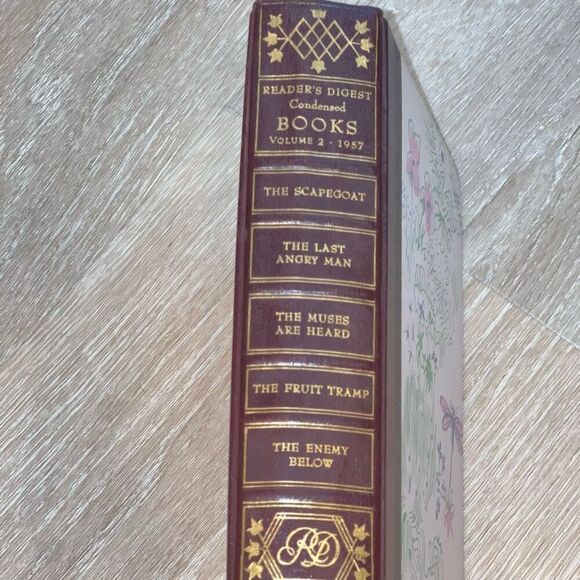 READER'S DIGEST
Condensed
BOOKS
VOLUME 2 · 1957
THE SCAPEGOAT
THE LAST
ANGRY MAN
THE MUSES
ARE HEARD
THE FRUIT TRAMP
THE ENEMY
BELOW
RD